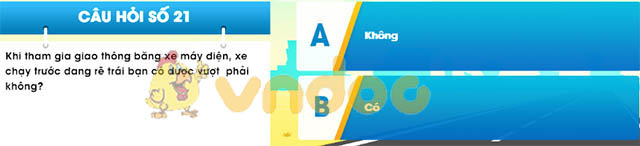 CÂU HỎI SỐ 21
Khi tham gia giao thông bằng xe máy điện, xe
chạy trước đang rẽ trái bạn có được vượt phải
không?
A
Không
B
Có
vndoc